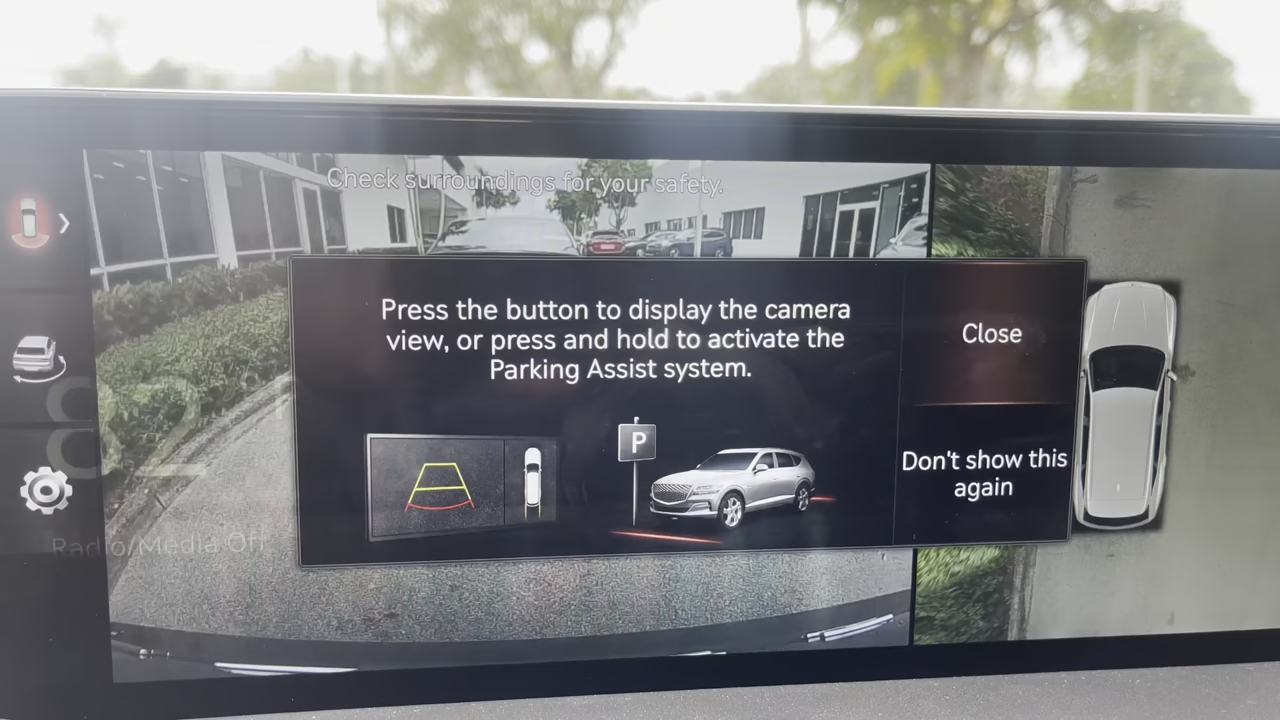 Check surroundings for your safety.
Press the button to display the camera
view, or press and hold to activate the
Parking Assist system.
P
Close
Don't show this
again
82
Radio/Media Off